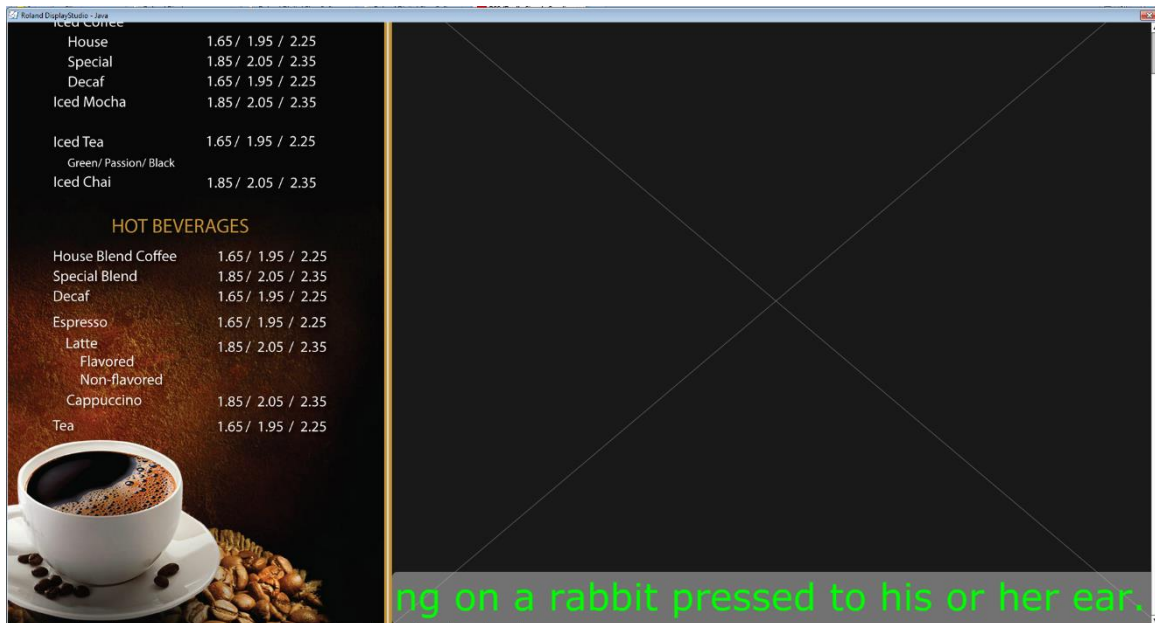 Roland DisplayStudio - Java
Iced Coffee
House 1.65 / 1.95 / 2.25
Special 1.85 / 2.05 / 2.35
Decaf 1.65 / 1.95 / 2.25
Iced Mocha 1.85 / 2.05 / 2.35
Iced Tea 1.65 / 1.95 / 2.25
Green/ Passion/ Black
Iced Chai 1.85 / 2.05 / 2.35
HOT BEVERAGES
House Blend Coffee 1.65 / 1.95 / 2.25
Special Blend 1.85 / 2.05 / 2.35
Decaf 1.65 / 1.95 / 2.25
Espresso 1.65 / 1.95 / 2.25
Latte 1.85 / 2.05 / 2.35
Flavored
Non-flavored
Cappuccino 1.85 / 2.05 / 2.35
Tea 1.65 / 1.95 / 2.25
ng on a rabbit pressed to his or her ear.